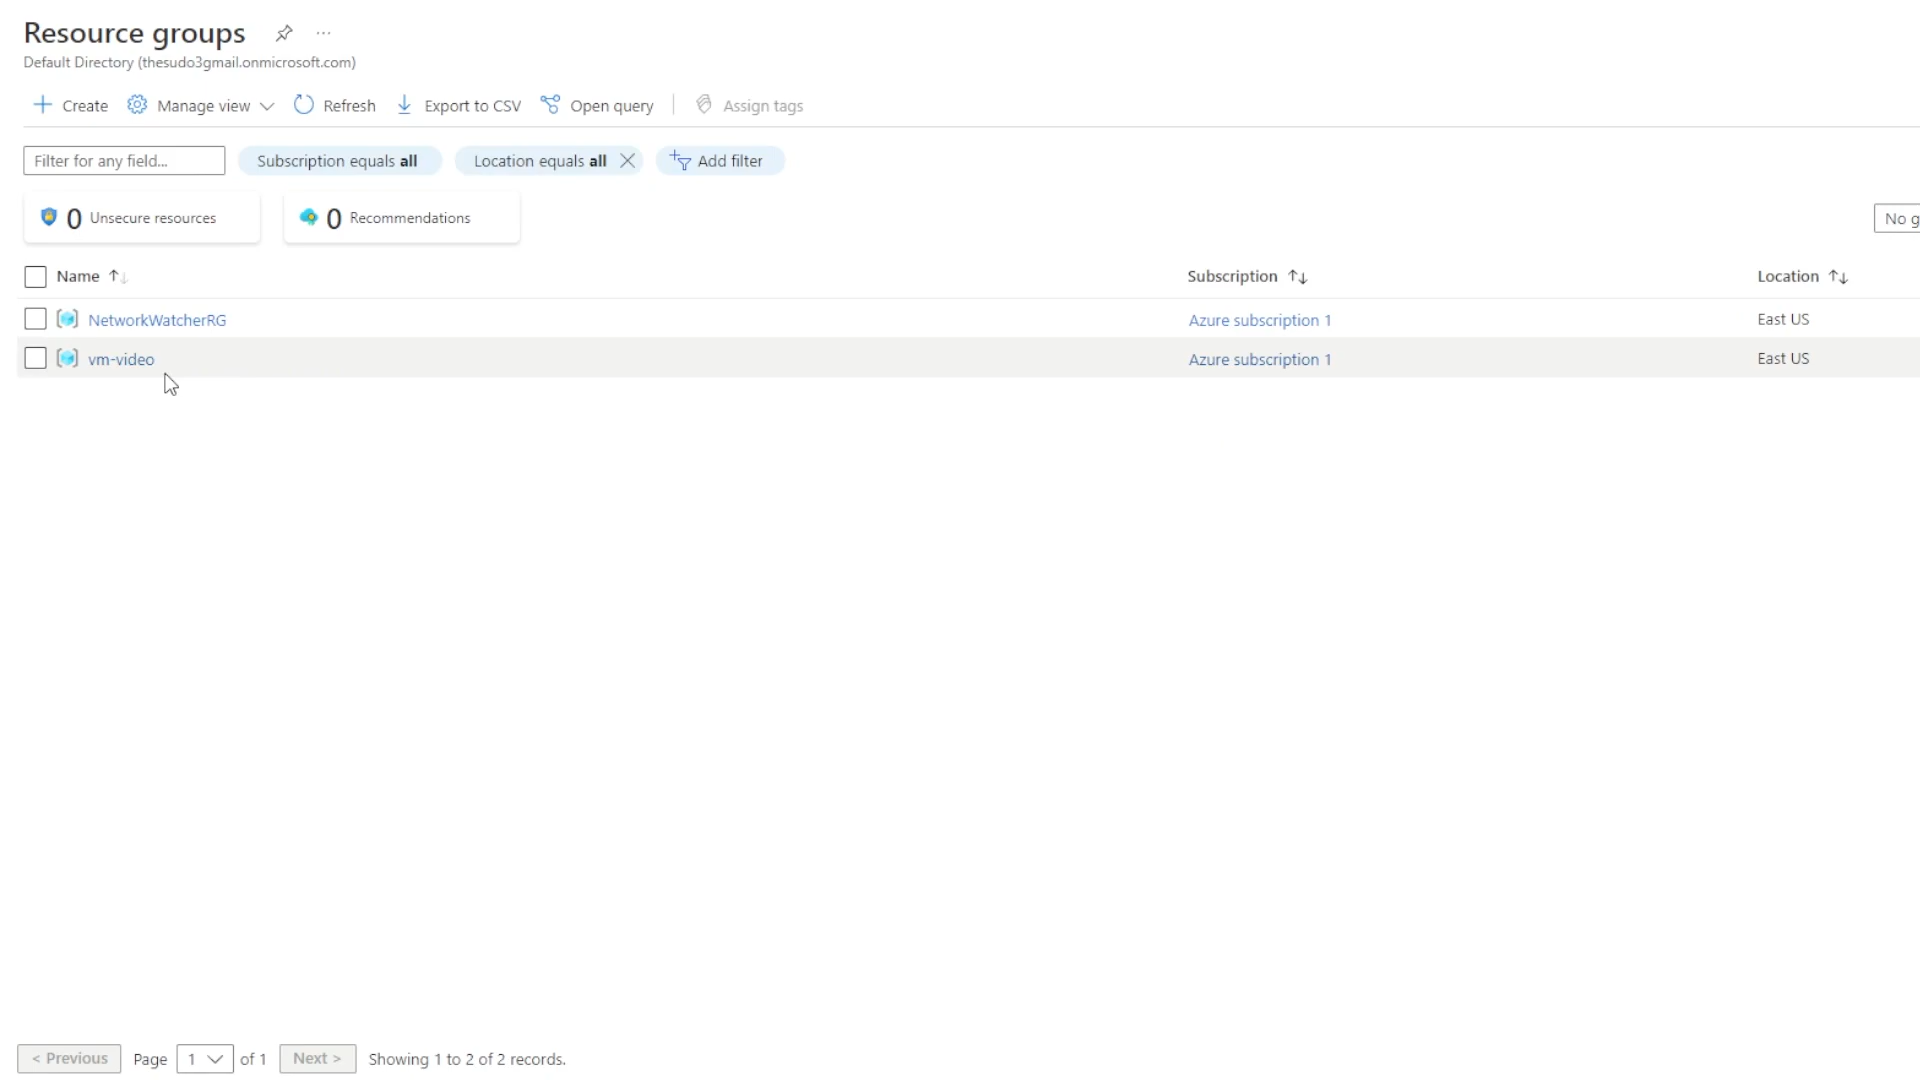 Resource groups ...
Default Directory (thesudo3gmail.onmicrosoft.com)
Create Manage view Refresh Export to CSV Open query Assign tags
Filter for any field... Subscription equals all Location equals all Add filter
0 Unsecure resources 0 Recommendations
No g
Name Subscription Location
NetworkWatcherRG Azure subscription 1 East US
vm-video Azure subscription 1 East US
< Previous Page 1 of 1 Next > Showing 1 to 2 of 2 records.